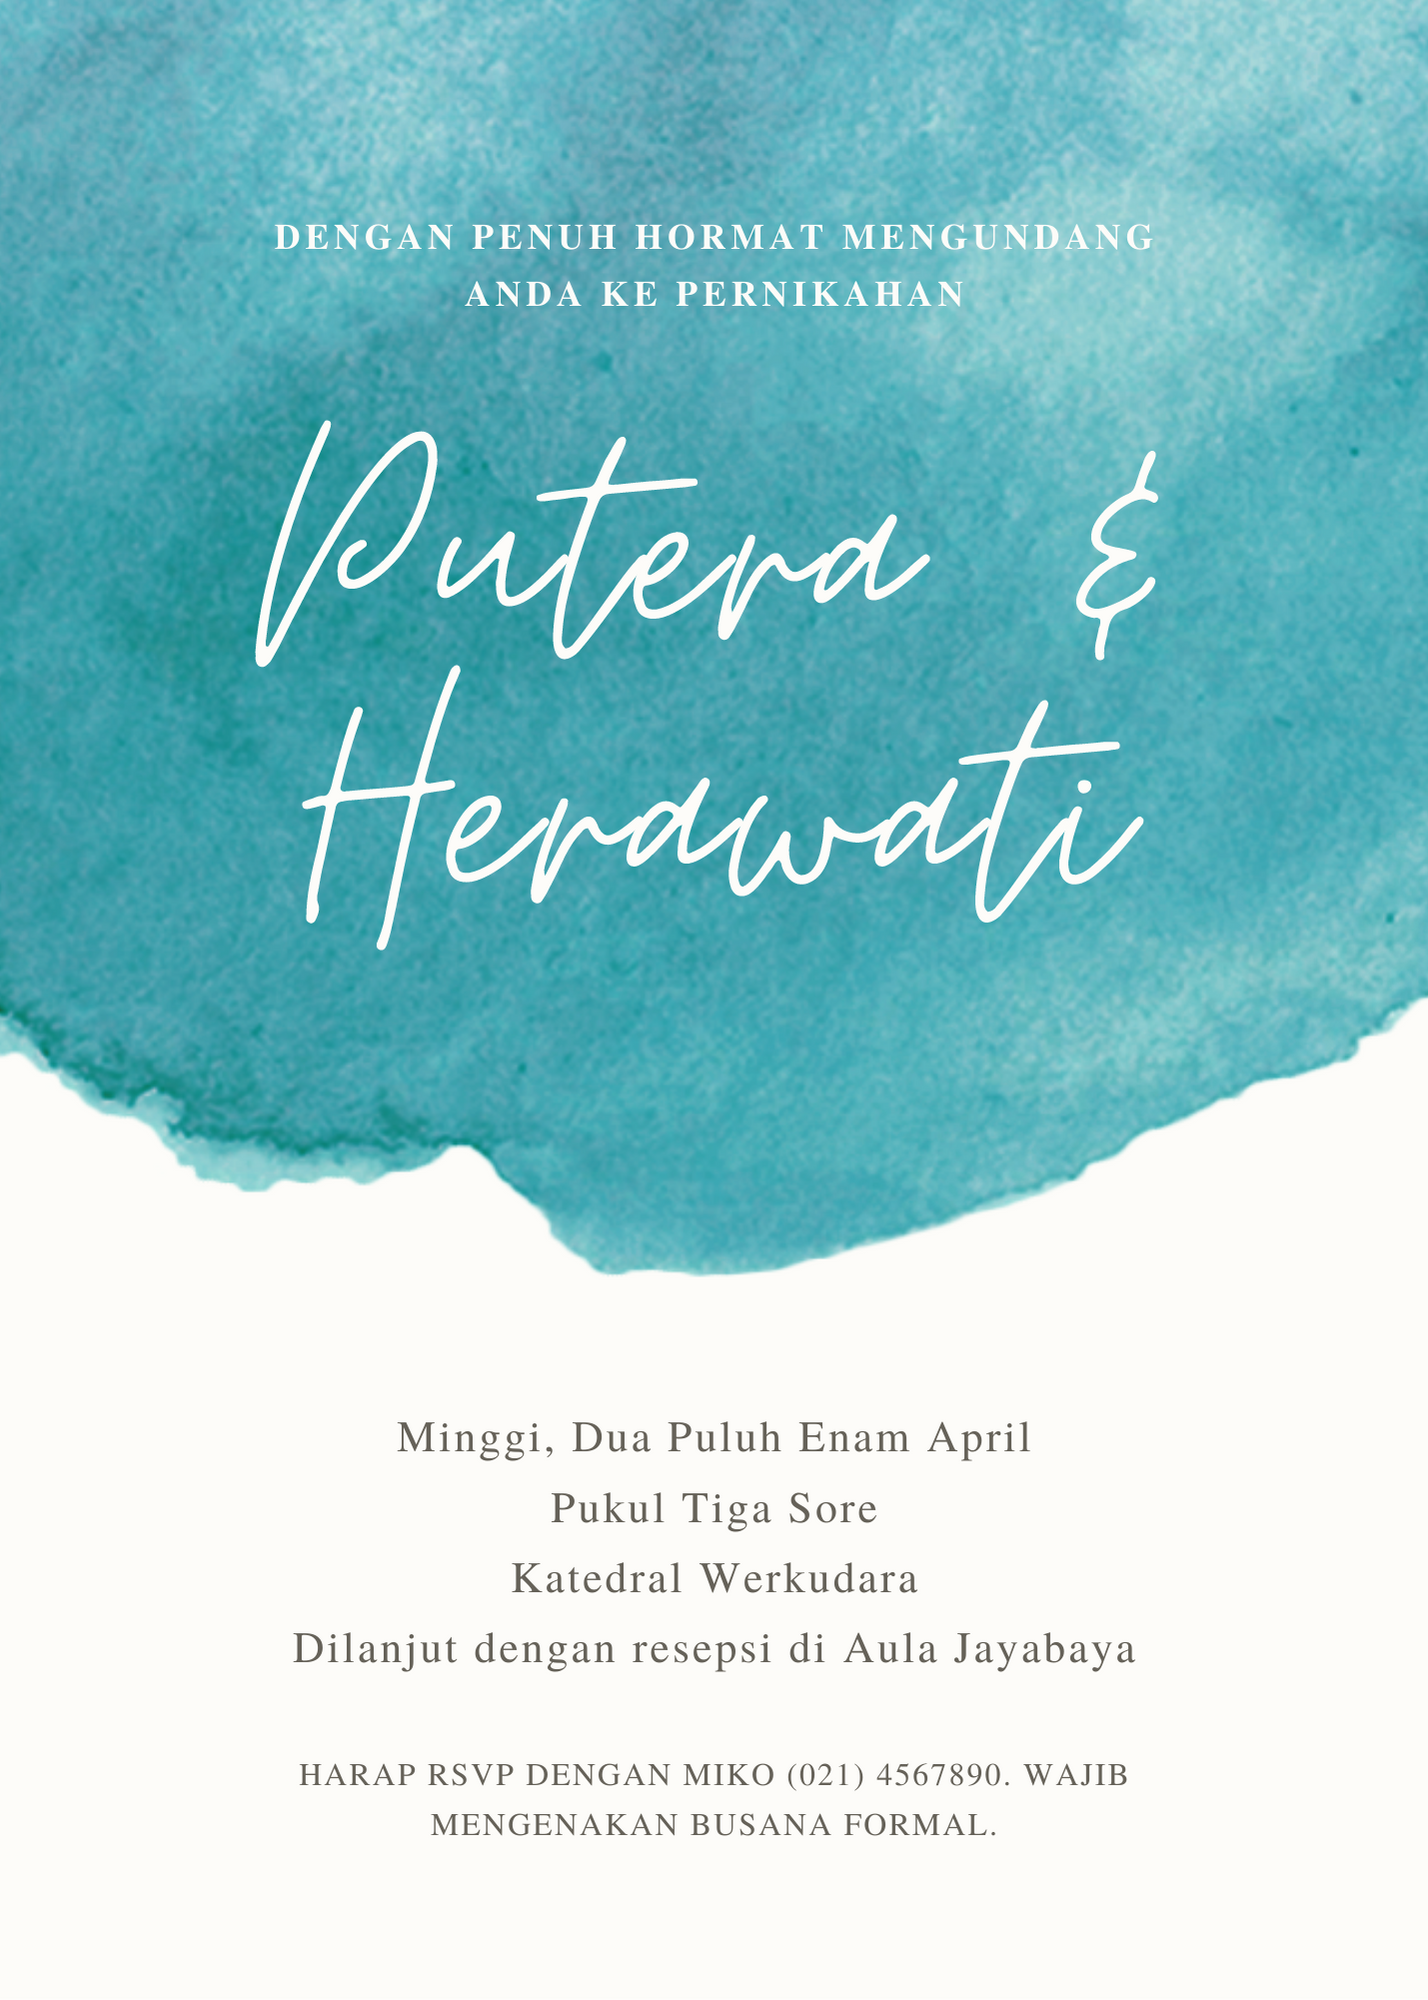 DENGAN PENUH HORMAT MENGUNDANG
ANDA KE PERNIKAHAN
Putera &
Herawati
Minggi, Dua Puluh Enam April
Pukul Tiga Sore
Katedral Werkudara
Dilanjut dengan resepsi di Aula Jayabaya
HARAP RSVP DENGAN MIKO (021) 4567890. WAJIB
MENGENAKAN BUSANA FORMAL.